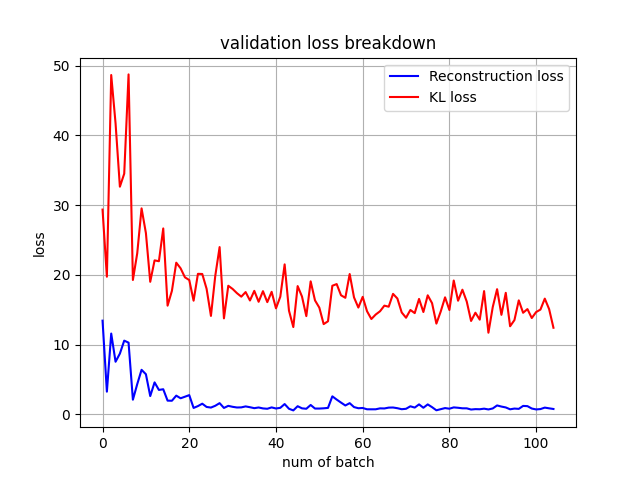 validation loss breakdown
Reconstruction loss
KL loss
50
40
30
20
10
0
loss
0
20
40
60
80
100
num of batch